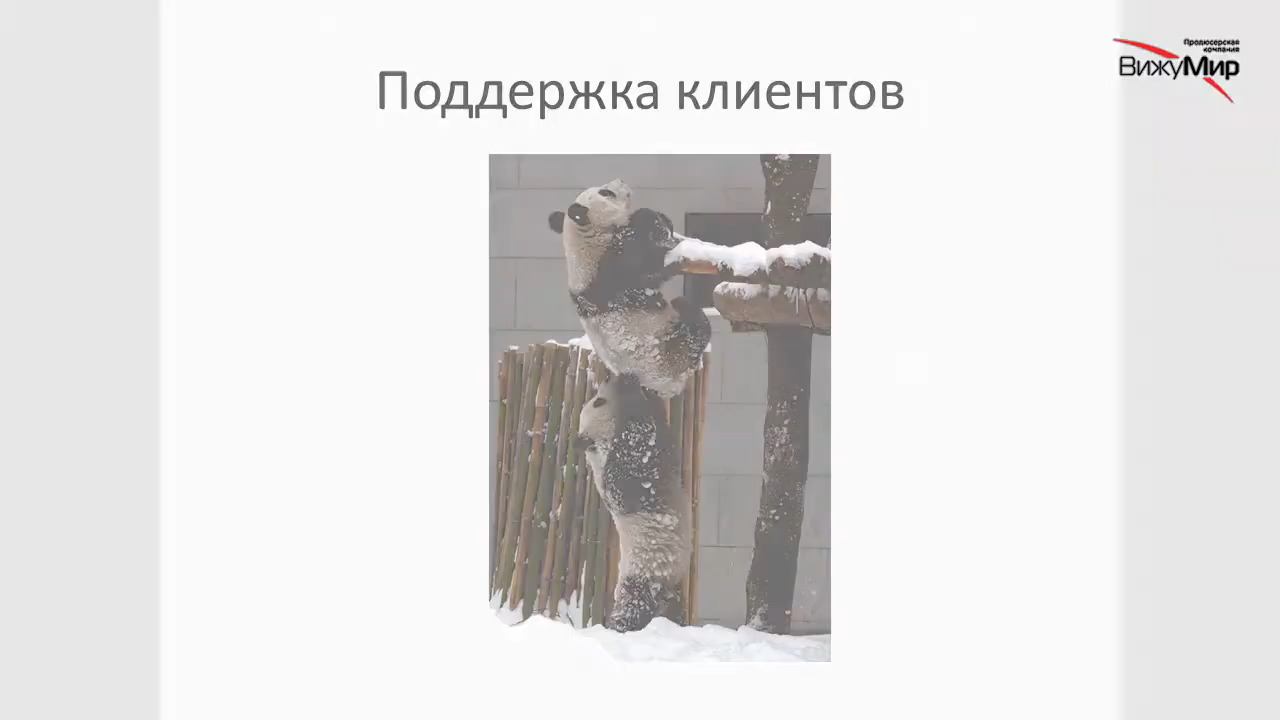 Поддержка клиентов
Продюсерская
компания
ВижуМир